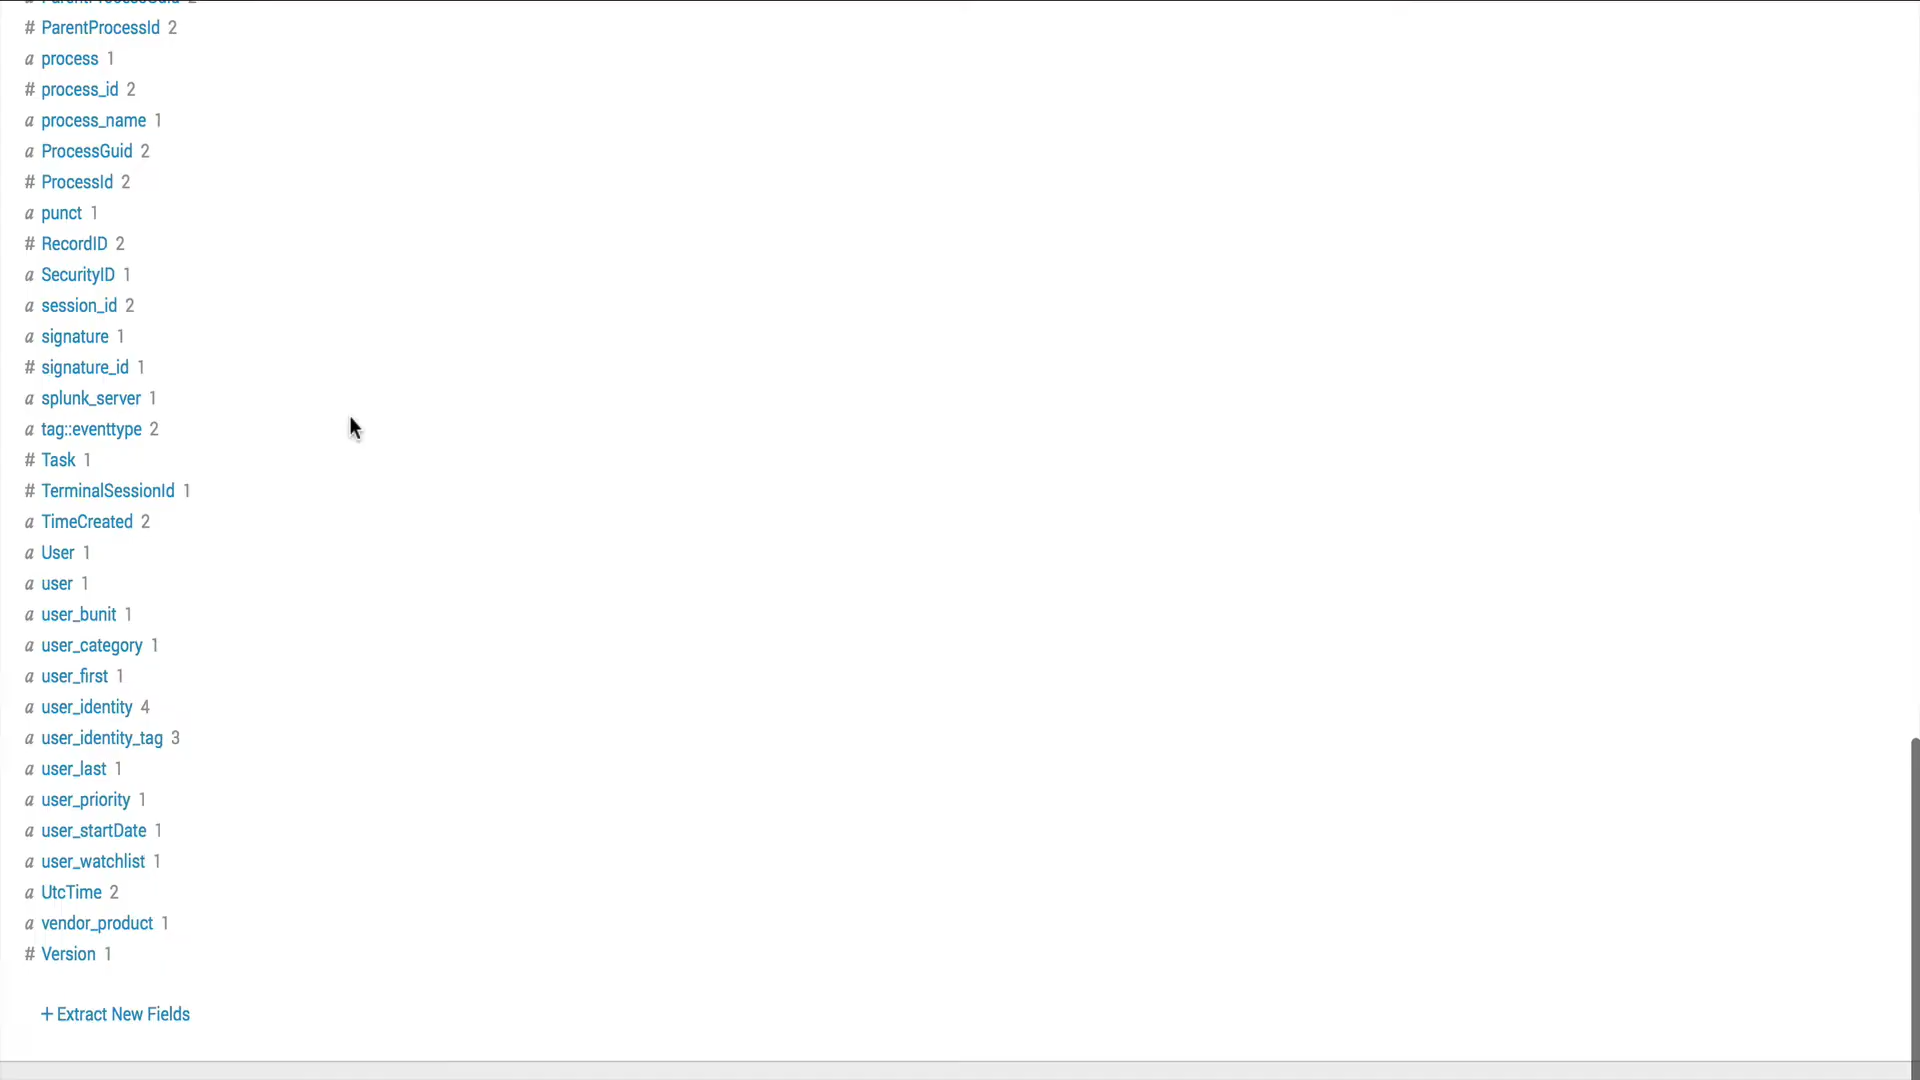 a ParentProcessGuid 2
# ParentProcessId 2
a process 1
# process_id 2
a process_name 1
a ProcessGuid 2
# ProcessId 2
a punct 1
# RecordID 2
a SecurityID 1
a session_id 2
a signature 1
# signature_id 1
a splunk_server 1
a tag::eventtype 2
# Task 1
# TerminalSessionId 1
a TimeCreated 2
a User 1
a user 1
a user_bunit 1
a user_category 1
a user_first 1
a user_identity 4
a user_identity_tag 3
a user_last 1
a user_priority 1
a user_startDate 1
a user_watchlist 1
a UtcTime 2
a vendor_product 1
# Version 1
+ Extract New Fields